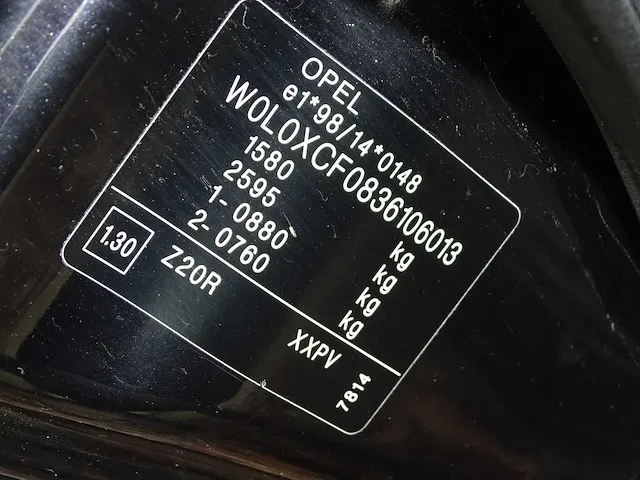 OPEL
e1*98/14*0148
W0L0XCF0836106013
1580 kg
2595 kg
1- 0880 kg
2- 0760 kg
1.30 Z20R XXPV 7814